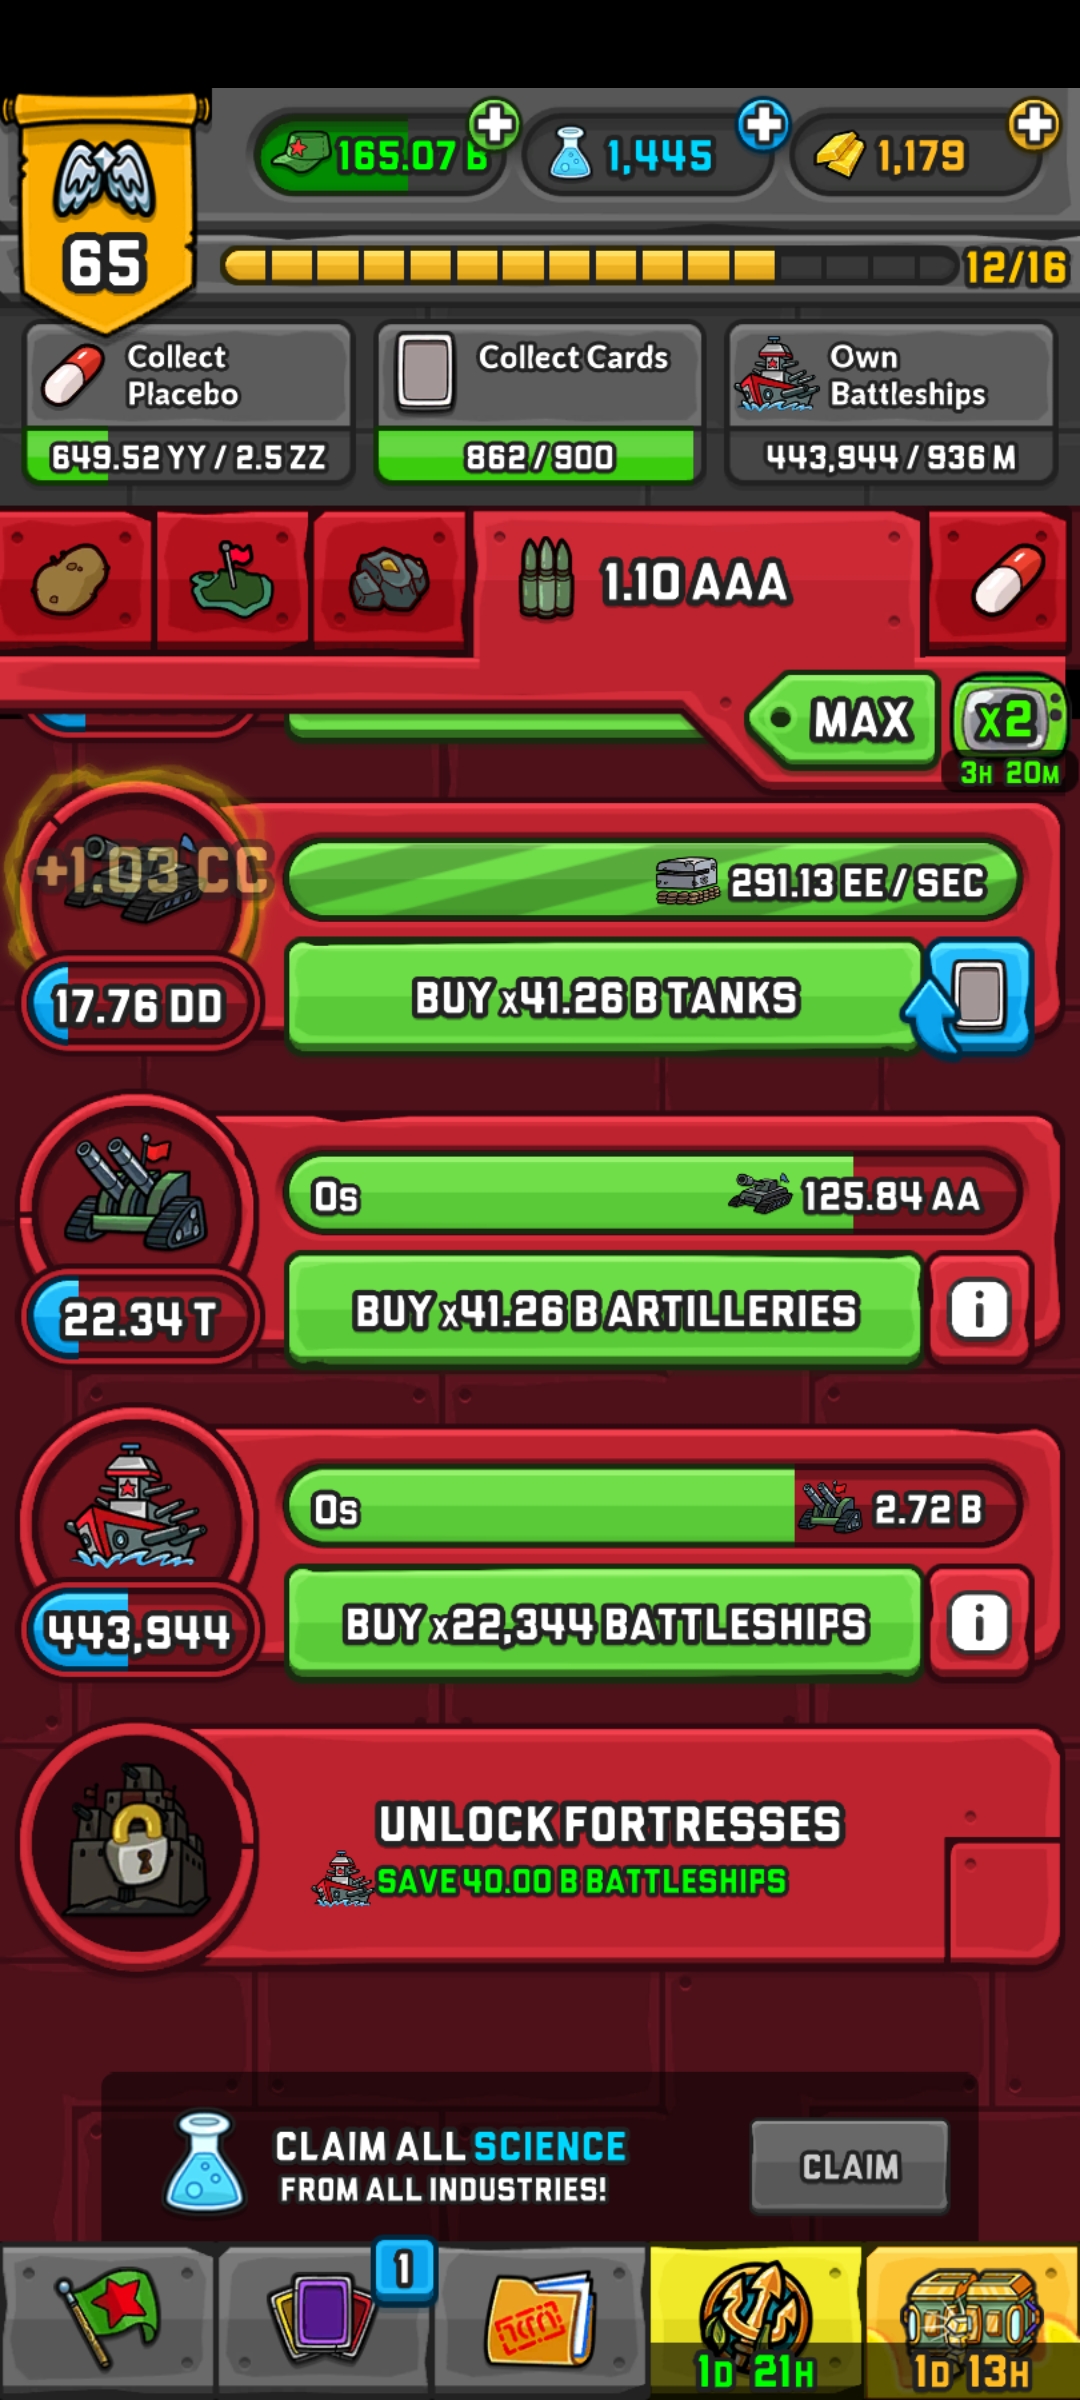 165.07 B
1,445
1,179
65
12/16
Collect
Placebo
649.52 YY / 2.5 ZZ
Collect Cards
862/900
Own
Battleships
443,944 / 936 M
1.10 AAA
MAX
x2
3H 20M
+1.03 CC
291.13 EE / SEC
17.76 DD
BUY x41.26 B TANKS
0s
125.84 AA
22.34 T
BUY x41.26 B ARTILLERIES
i
0s
2.72 B
443,944
BUY x22,344 BATTLESHIPS
i
UNLOCK FORTRESSES
SAVE 40.00 B BATTLESHIPS
CLAIM ALL SCIENCE
FROM ALL INDUSTRIES!
CLAIM
1
1D 21H
1D 13H